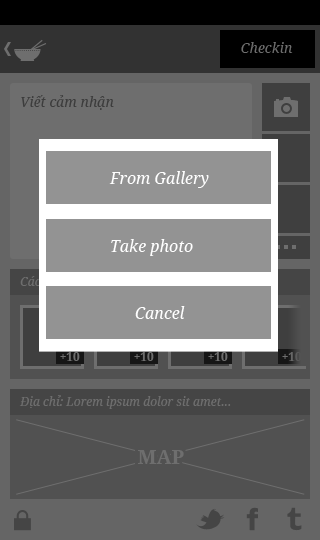 Checkin
Viết cảm nhận
From Gallery
Take photo
Cancel
Các
+10
+10
+10
+10
Địa chỉ: Lorem ipsum dolor sit amet...
MAP